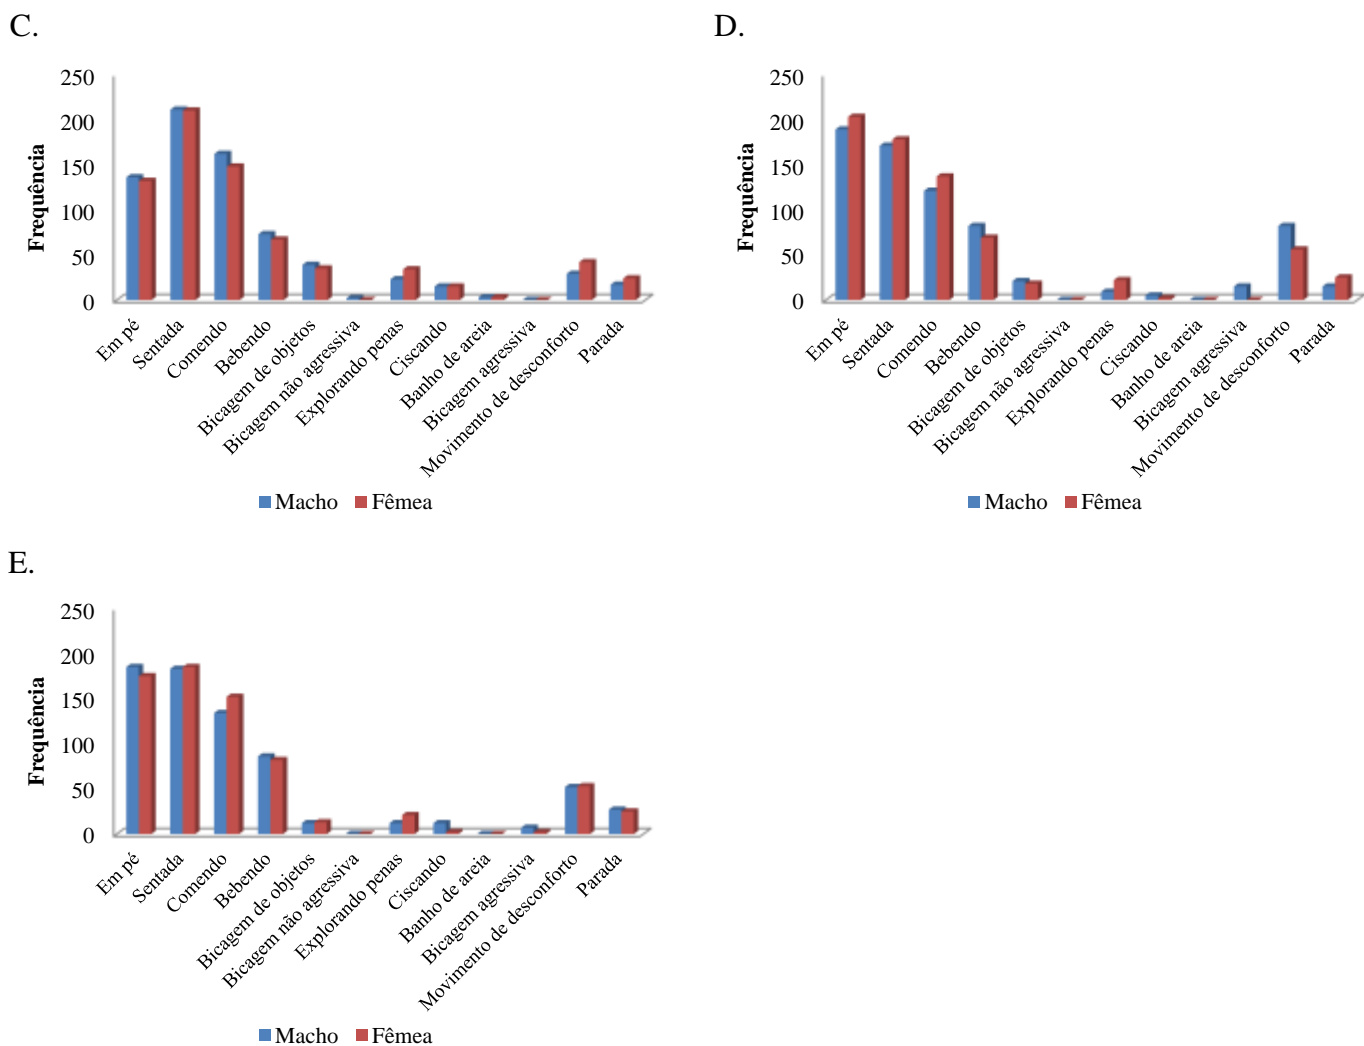 C.
Frequência
250
200
150
100
50
0
Em pé
Sentada
Comendo
Bebendo
Bicagem de objetos
Bicagem não agressiva
Explorando penas
Ciscando
Banho de areia
Bicagem agressiva
Movimento de desconforto
Parada
Macho Fêmea
D.
Frequência
250
200
150
100
50
0
Em pé
Sentada
Comendo
Bebendo
Bicagem de objetos
Bicagem não agressiva
Explorando penas
Ciscando
Banho de areia
Bicagem agressiva
Movimento de desconforto
Parada
Macho Fêmea
E.
Frequência
250
200
150
100
50
0
Em pé
Sentada
Comendo
Bebendo
Bicagem de objetos
Bicagem não agressiva
Explorando penas
Ciscando
Banho de areia
Bicagem agressiva
Movimento de desconforto
Parada
Macho Fêmea